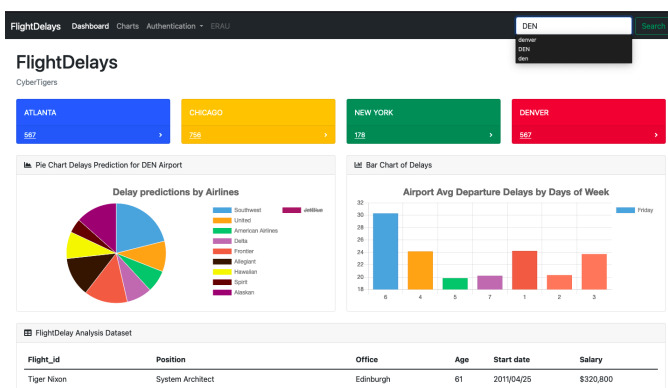 FlightDelays Dashboard Charts Authentication ERAU DEN Search
denver
DEN
den
FlightDelays
CyberTigers
ATLANTA CHICAGO NEW YORK DENVER
567 > 756 > 178 > 567 >
Pie Chart Delays Prediction for DEN Airport
Delay predictions by Airlines
Southwest JetBlue
United
American Airlines
Delta
Frontier
Allegiant
Hawaiian
Spirit
Alaskan
Bar Chart of Delays
Airport Avg Departure Delays by Days of Week
Friday
32
30
28
26
24
22
20
18
6 4 5 7 1 2 3
FlightDelay Analysis Dataset
Flight_id Position Office Age Start date Salary
Tiger Nixon System Architect Edinburgh 61 2011/04/25 $320,800